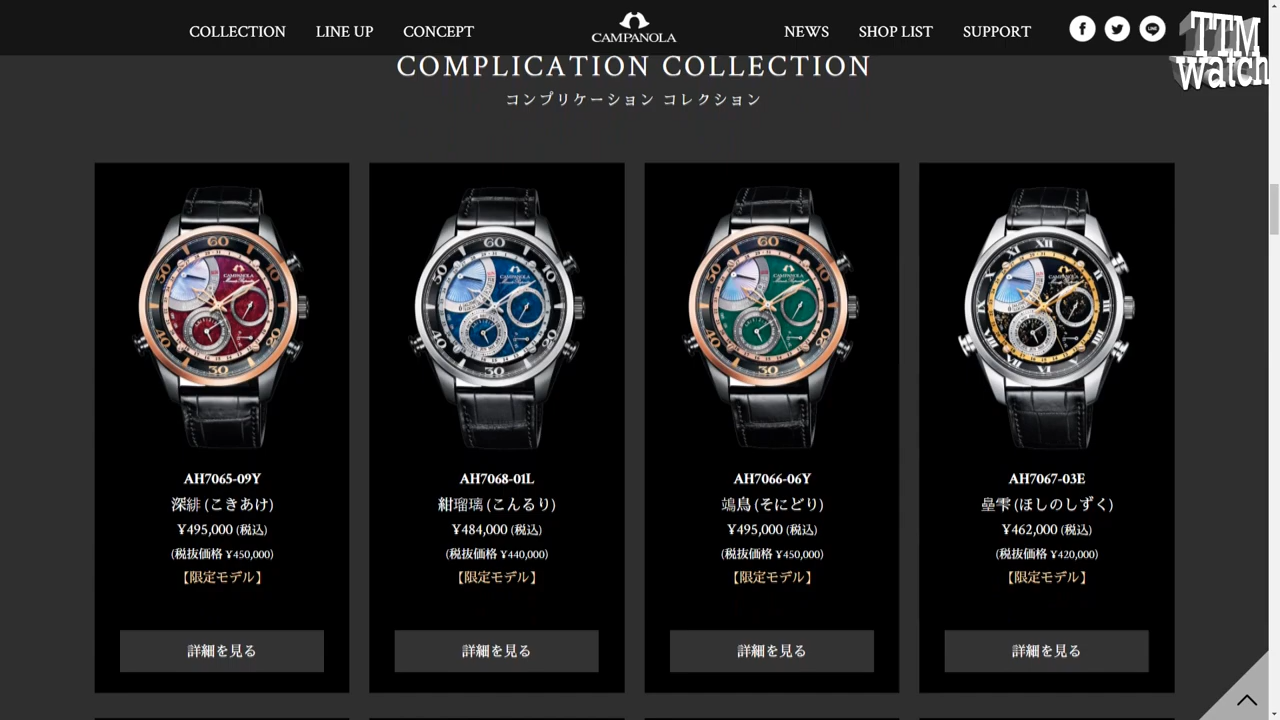 COLLECTION LINE UP CONCEPT CAMPANOLA NEWS SHOP LIST SUPPORT
TTM
watch
COMPLICATION COLLECTION
コンプリケーション コレクション
AH7065-09Y
深緋 (こきあけ)
¥495,000 (税込)
(税抜価格 ¥450,000)
【限定モデル】
詳細を見る
AH7068-01L
紺瑠璃 (こんるり)
¥484,000 (税込)
(税抜価格 ¥440,000)
【限定モデル】
詳細を見る
AH7066-06Y
鴗鳥 (そにどり)
¥495,000 (税込)
(税抜価格 ¥450,000)
【限定モデル】
詳細を見る
AH7067-03E
壘雫 (ほしのしずく)
¥462,000 (税込)
(税抜価格 ¥420,000)
【限定モデル】
詳細を見る